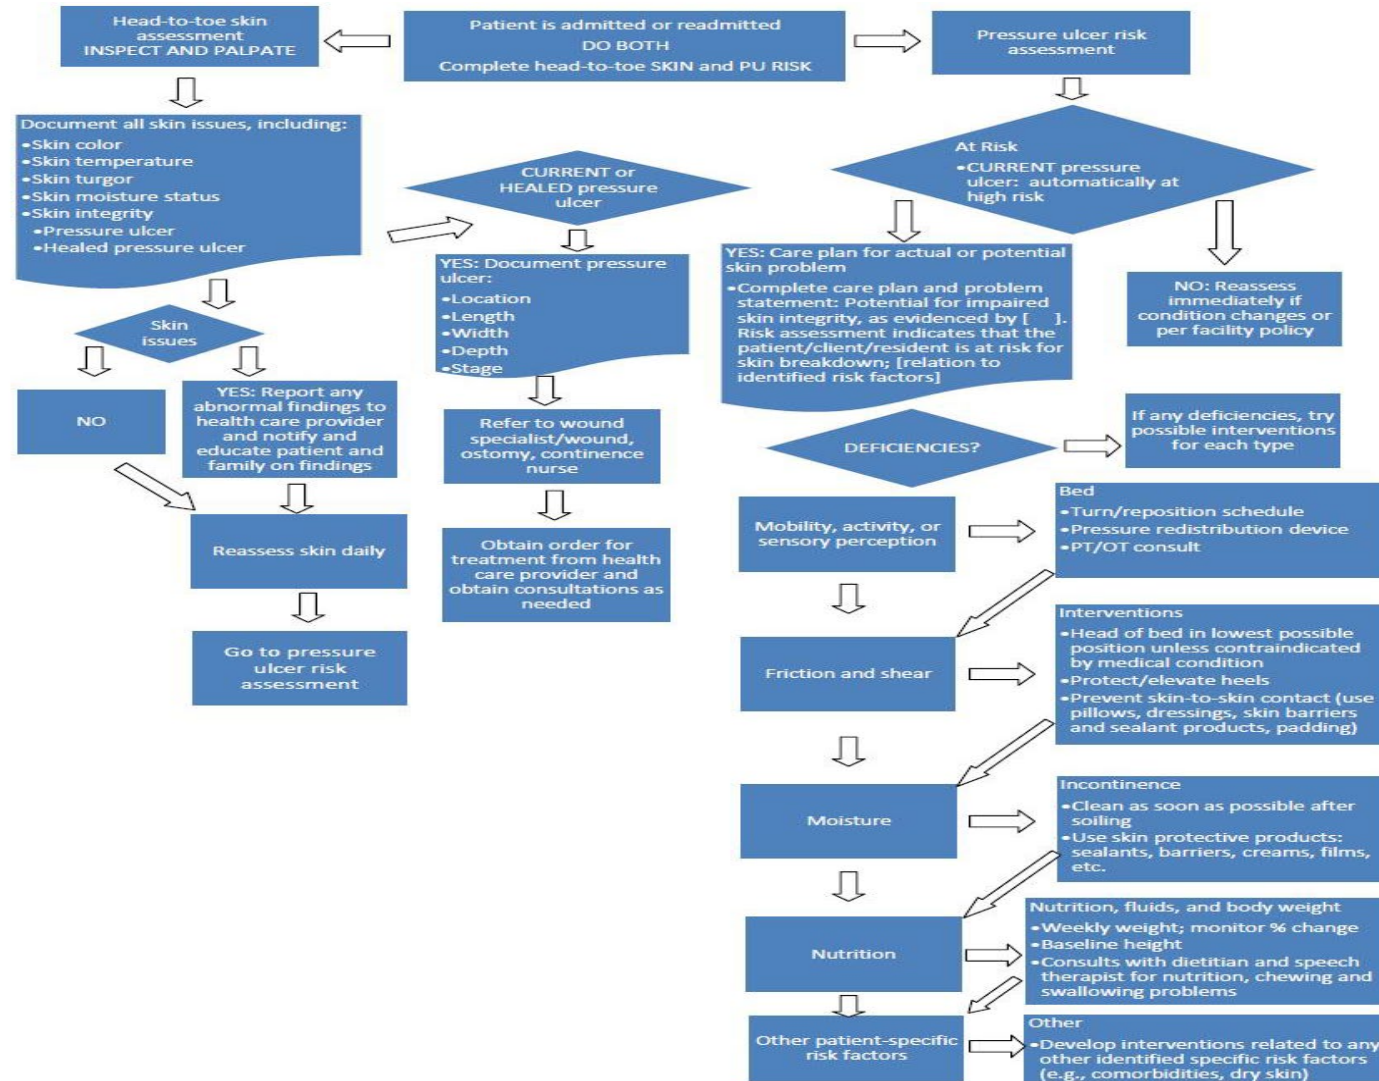 Head-to-toe skin
assessment
INSPECT AND PALPATE
Patient is admitted or readmitted
DO BOTH
Complete head-to-toe SKIN and PU RISK
Pressure ulcer risk
assessment
Document all skin issues, including:
•Skin color
•Skin temperature
•Skin turgor
•Skin moisture status
•Skin integrity
•Pressure ulcer
•Healed pressure ulcer
CURRENT or
HEALED pressure
ulcer
At Risk
•CURRENT pressure
ulcer: automatically at
high risk
YES: Document pressure
ulcer:
•Location
•Length
•Width
•Depth
•Stage
YES: Care plan for actual or potential
skin problem
•Complete care plan and problem
statement: Potential for impaired
skin integrity, as evidenced by [ ].
Risk assessment indicates that the
patient/client/resident is at risk for
skin breakdown; [relation to
identified risk factors]
NO: Reassess
immediately if
condition changes or
per facility policy
Skin
issues
NO
YES: Report any
abnormal findings to
health care provider
and notify and
educate patient and
family on findings
Refer to wound
specialist/wound,
ostomy, continence
nurse
DEFICIENCIES?
If any deficiencies, try
possible interventions
for each type
Reassess skin daily
Obtain order for
treatment from health
care provider and
obtain consultations as
needed
Go to pressure
ulcer risk
assessment
Mobility, activity, or
sensory perception
Bed
•Turn/reposition schedule
•Pressure redistribution device
•PT/OT consult
Friction and shear
Interventions
•Head of bed in lowest possible
position unless contraindicated
by medical condition
•Protect/elevate heels
•Prevent skin-to-skin contact (use
pillows, dressings, skin barriers
and sealant products, padding)
Moisture
Incontinence
•Clean as soon as possible after
soiling
•Use skin protective products:
sealants, barriers, creams, films,
etc.
Nutrition
Nutrition, fluids, and body weight
•Weekly weight; monitor % change
•Baseline height
•Consults with dietitian and speech
therapist for nutrition, chewing and
swallowing problems
Other patient-specific
risk factors
Other
•Develop interventions related to any
other identified specific risk factors
(e.g., comorbidities, dry skin)